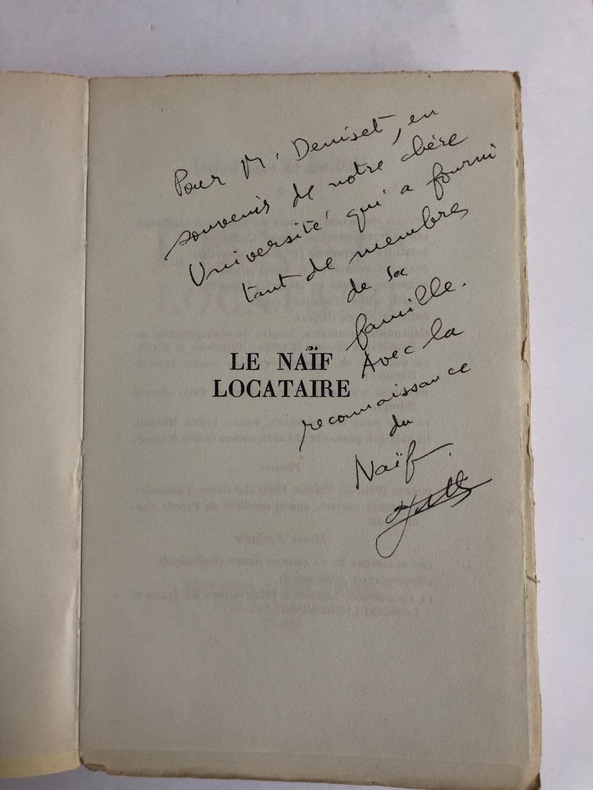 Pour M. Deniset, en
souvenir de notre chère
Université qui a fourni
tant de membres
de sa
famille.
LE NAÏF
LOCATAIRE
Avec la
reconnaissance
du
Naïf.